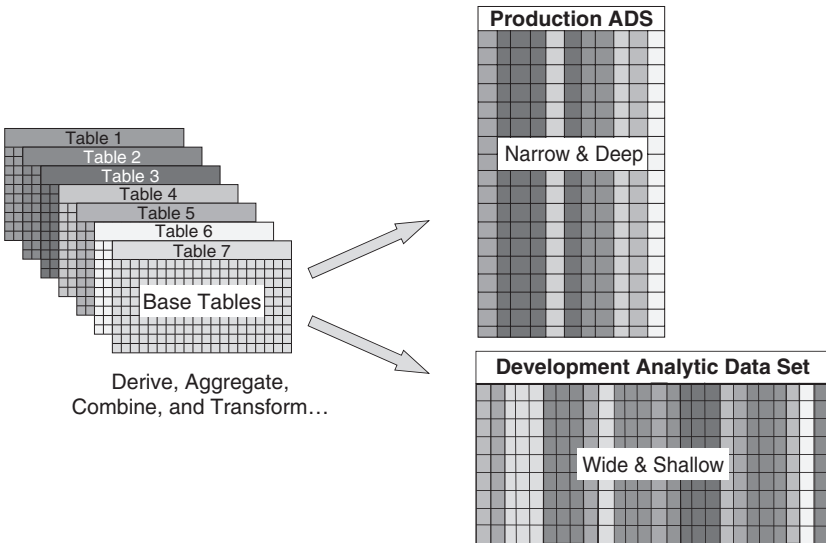 Production ADS
Narrow & Deep
Table 1
Table 2
Table 3
Table 4
Table 5
Table 6
Table 7
Base Tables
Derive, Aggregate,
Combine, and Transform…
Development Analytic Data Set
Wide & Shallow